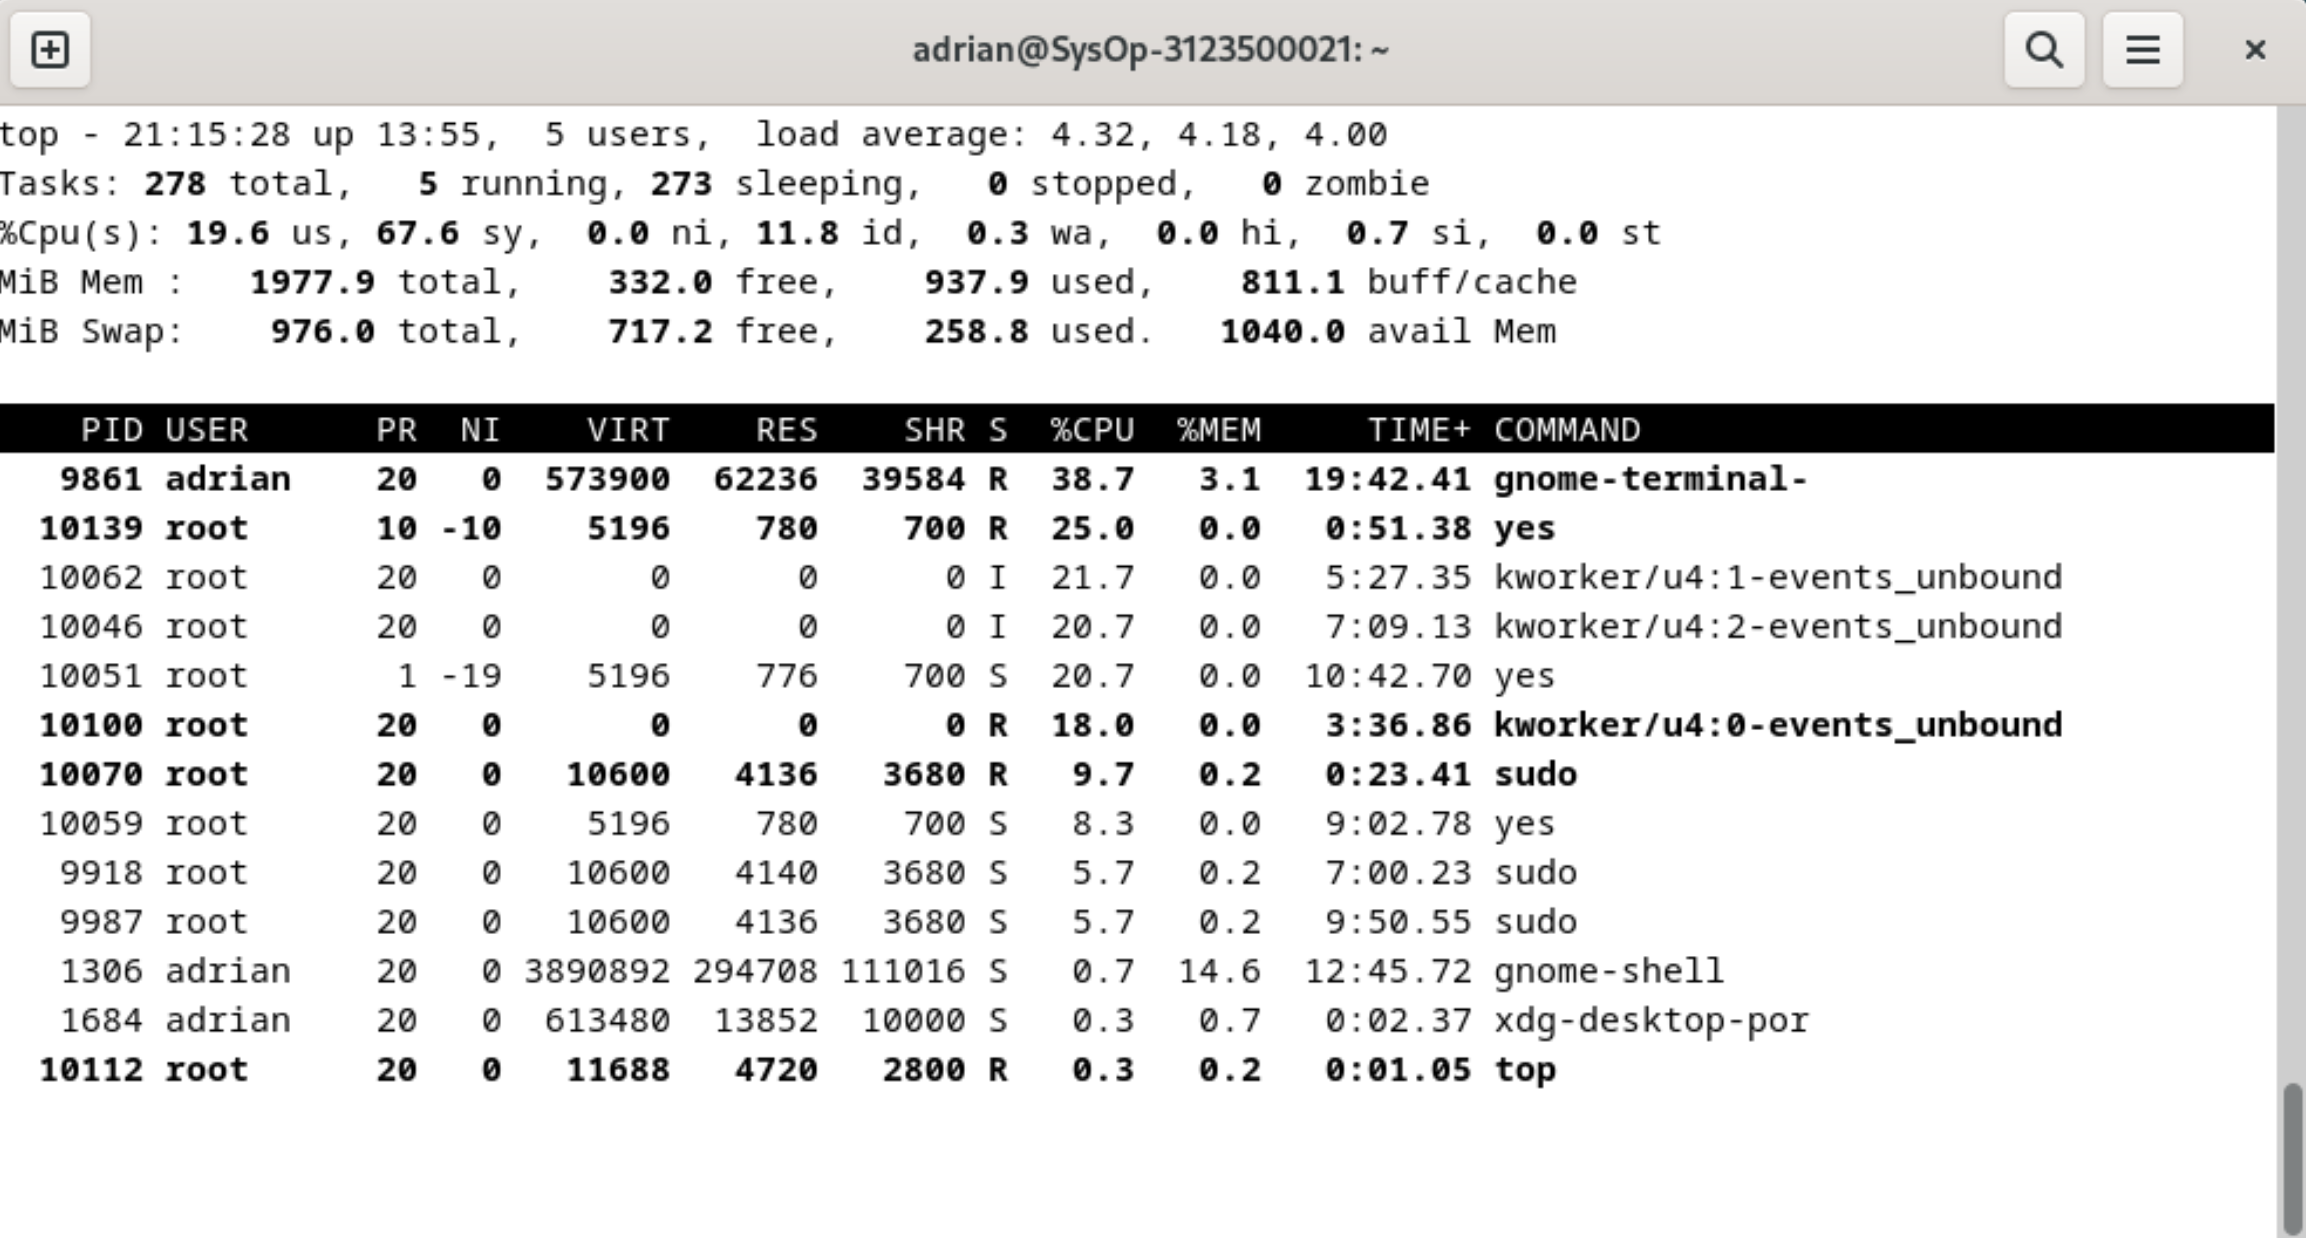 adrian@SysOp-3123500021: ~
top - 21:15:28 up 13:55,  5 users,  load average: 4.32, 4.18, 4.00
Tasks: 278 total,   5 running, 273 sleeping,   0 stopped,   0 zombie
%Cpu(s): 19.6 us, 67.6 sy,  0.0 ni, 11.8 id,  0.3 wa,  0.0 hi,  0.7 si,  0.0 st
MiB Mem :   1977.9 total,    332.0 free,    937.9 used,    811.1 buff/cache
MiB Swap:    976.0 total,    717.2 free,    258.8 used.   1040.0 avail Mem
    PID USER      PR  NI    VIRT    RES    SHR S  %CPU  %MEM     TIME+ COMMAND
   9861 adrian    20   0  573900  62236  39584 R  38.7   3.1  19:42.41 gnome-terminal-
  10139 root      10 -10    5196    780    700 R  25.0   0.0   0:51.38 yes
  10062 root      20   0       0      0      0 I  21.7   0.0   5:27.35 kworker/u4:1-events_unbound
  10046 root      20   0       0      0      0 I  20.7   0.0   7:09.13 kworker/u4:2-events_unbound
  10051 root       1 -19    5196    776    700 S  20.7   0.0  10:42.70 yes
  10100 root      20   0       0      0      0 R  18.0   0.0   3:36.86 kworker/u4:0-events_unbound
  10070 root      20   0   10600   4136   3680 R   9.7   0.2   0:23.41 sudo
  10059 root      20   0    5196    780    700 S   8.3   0.0   9:02.78 yes
   9918 root      20   0   10600   4140   3680 S   5.7   0.2   7:00.23 sudo
   9987 root      20   0   10600   4136   3680 S   5.7   0.2   9:50.55 sudo
   1306 adrian    20   0 3890892 294708 111016 S   0.7  14.6  12:45.72 gnome-shell
   1684 adrian    20   0  613480  13852  10000 S   0.3   0.7   0:02.37 xdg-desktop-por
  10112 root      20   0   11688   4720   2800 R   0.3   0.2   0:01.05 top